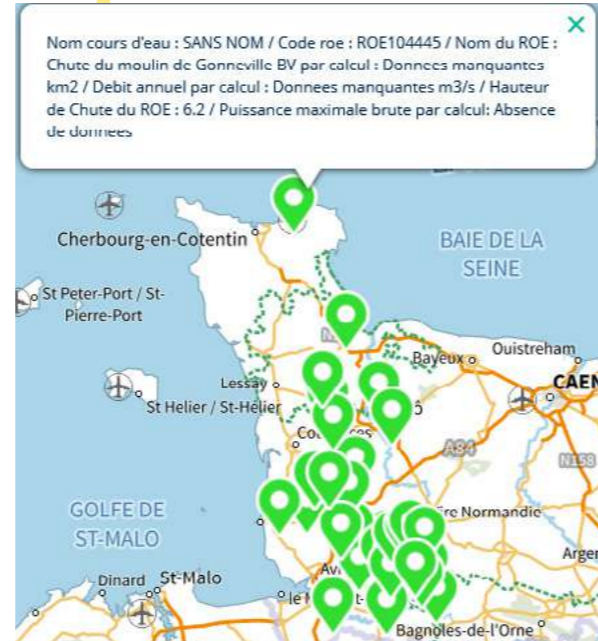 Nom cours d'eau : SANS NOM / Code roe : ROE104445 / Nom du ROE :
Chute du moulin de Gonneville BV par calcul : Donnees manquantes
km2 / Debit annuel par calcul : Donnees manquantes m3/s / Hauteur
de Chute du ROE : 6.2 / Puissance maximale brute par calcul: Absence
de données
Cherbourg-en-Cotentin
BAIE DE LA
SEINE
St Peter-Port / St-
Pierre-Port
Bayeux
Ouistreham
Lessay
CAEN
St Helier / St-Hélier
A84
N158
GOLFE DE
ST-MALO
ire Normandie
Argen
Dinard
St-Malo
Bagnoles-de-l'Orne